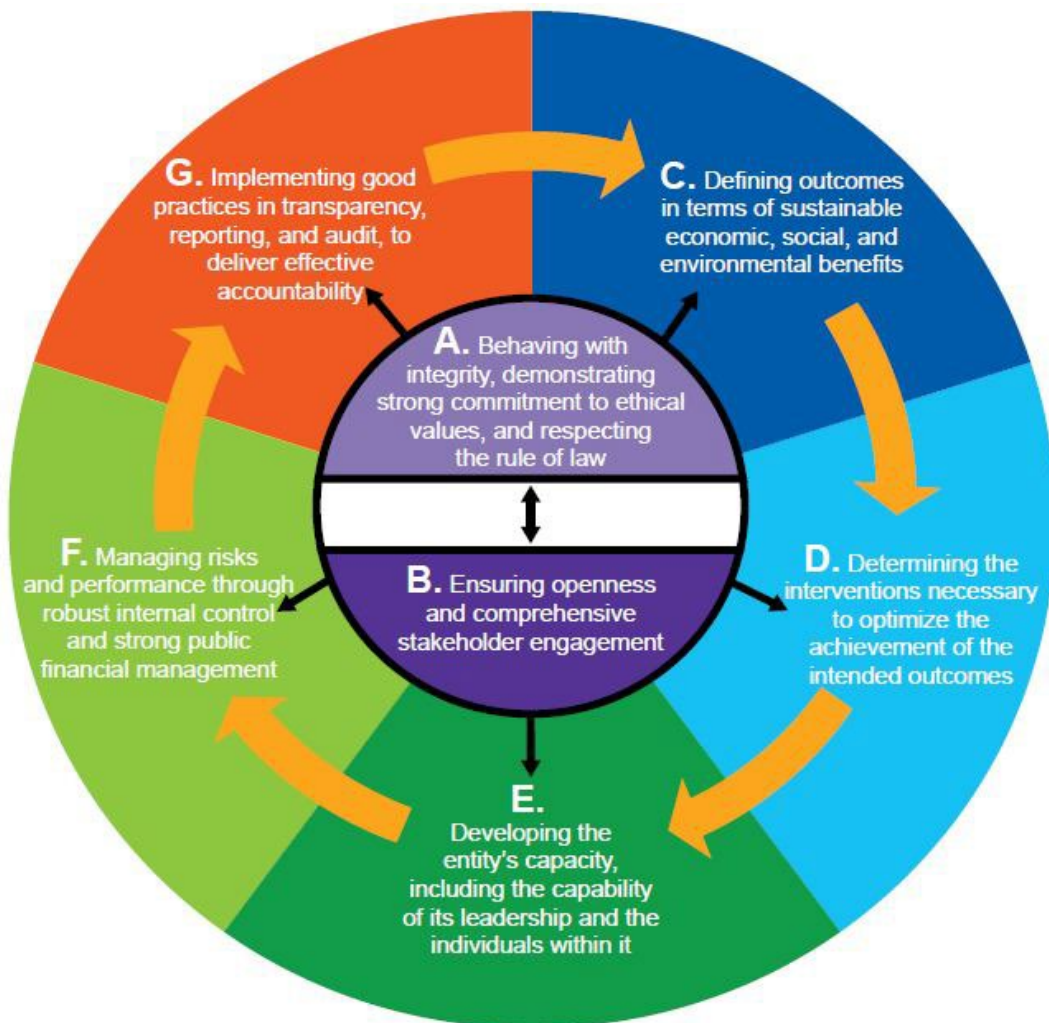 A. Behaving with
integrity, demonstrating
strong commitment to ethical
values, and respecting
the rule of law
B. Ensuring openness
and comprehensive
stakeholder engagement
C. Defining outcomes
in terms of sustainable
economic, social, and
environmental benefits
D. Determining the
interventions necessary
to optimize the
achievement of the
intended outcomes
E.
Developing the
entity's capacity,
including the capability
of its leadership and the
individuals within it
F. Managing risks
and performance through
robust internal control
and strong public
financial management
G. Implementing good
practices in transparency,
reporting, and audit, to
deliver effective
accountability